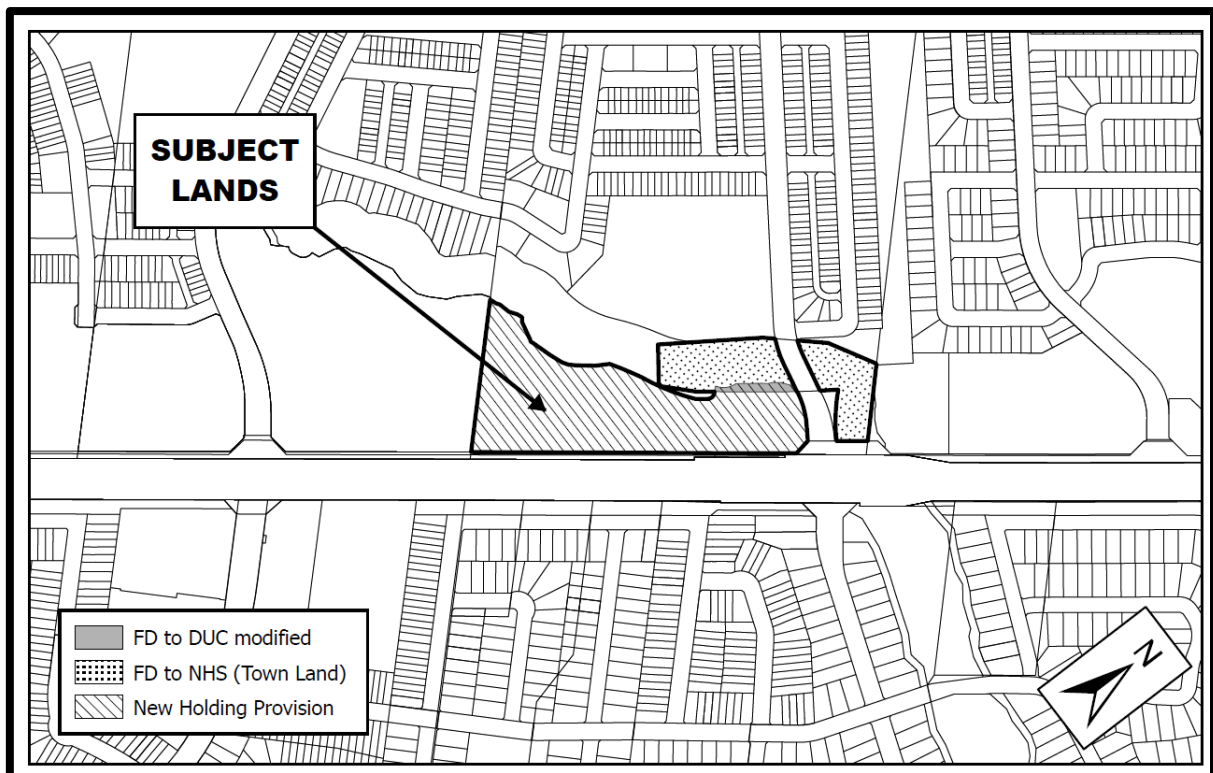 SUBJECT
LANDS
FD to DUC modified
FD to NHS (Town Land)
New Holding Provision
N